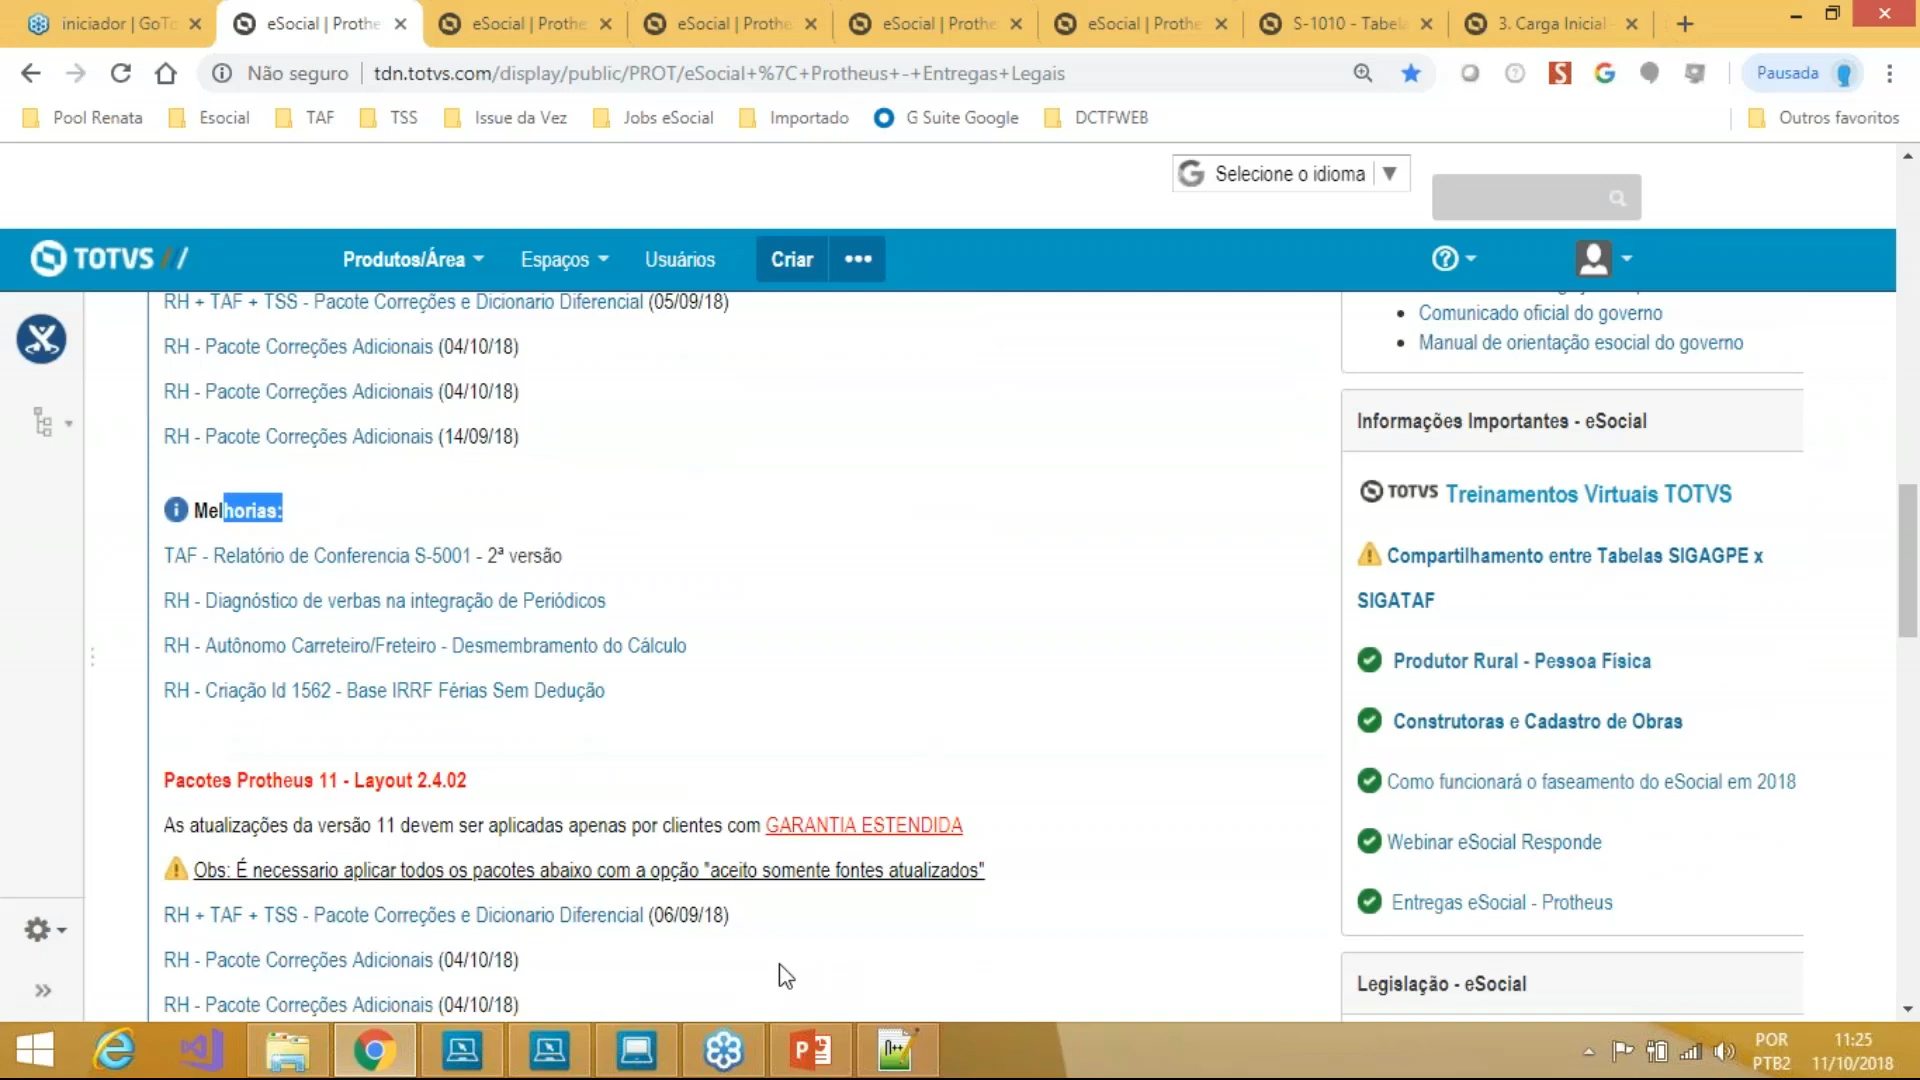 iniciador | GoTo
eSocial | Prothe
eSocial | Prothe
eSocial | Prothe
eSocial | Prothe
eSocial | Prothe
S-1010 - Tabela
3. Carga Inicial
Não seguro
tdn.totvs.com/display/public/PROT/eSocial+%7C+Protheus+-+Entregas+Legais
Pausada
Pool Renata
Esocial
TAF
TSS
Issue da Vez
Jobs eSocial
Importado
G Suite Google
DCTFWEB
Outros favoritos
Selecione o idioma
TOTVS //
Produtos/Área
Espaços
Usuários
Criar
RH + TAF + TSS - Pacote Correções e Dicionario Diferencial (05/09/18)
RH - Pacote Correções Adicionais (04/10/18)
RH - Pacote Correções Adicionais (04/10/18)
RH - Pacote Correções Adicionais (14/09/18)
Melhorias:
TAF - Relatório de Conferencia S-5001 - 2ª versão
RH - Diagnóstico de verbas na integração de Periódicos
RH - Autônomo Carreteiro/Freteiro - Desmembramento do Cálculo
RH - Criação Id 1562 - Base IRRF Férias Sem Dedução
Pacotes Protheus 11 - Layout 2.4.02
As atualizações da versão 11 devem ser aplicadas apenas por clientes com GARANTIA ESTENDIDA
Obs: É necessario aplicar todos os pacotes abaixo com a opção "aceito somente fontes atualizados"
RH + TAF + TSS - Pacote Correções e Dicionario Diferencial (06/09/18)
RH - Pacote Correções Adicionais (04/10/18)
RH - Pacote Correções Adicionais (04/10/18)
Comunicado oficial do governo
Manual de orientação esocial do governo
Informações Importantes - eSocial
TOTVS Treinamentos Virtuais TOTVS
Compartilhamento entre Tabelas SIGAGPE x
SIGATAF
Produtor Rural - Pessoa Física
Construtoras e Cadastro de Obras
Como funcionará o faseamento do eSocial em 2018
Webinar eSocial Responde
Entregas eSocial - Protheus
Legislação - eSocial
POR
PTB2
11:25
11/10/2018